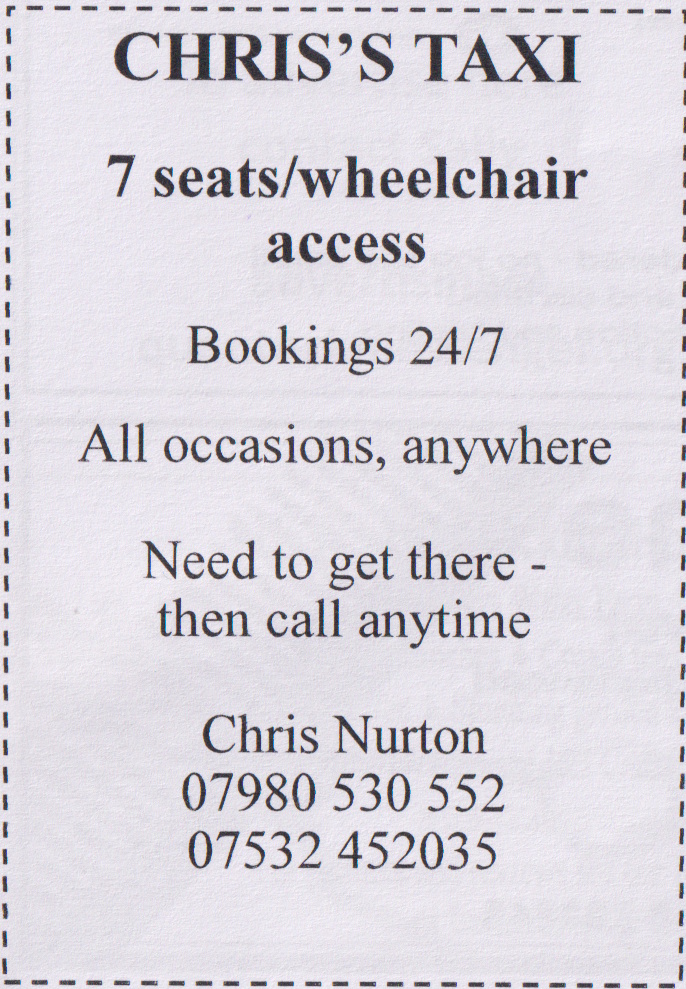 CHRIS'S TAXI
7 seats/wheelchair
access
Bookings 24/7
All occasions, anywhere
Need to get there -
then call anytime
Chris Nurton
07980 530 552
07532 452035